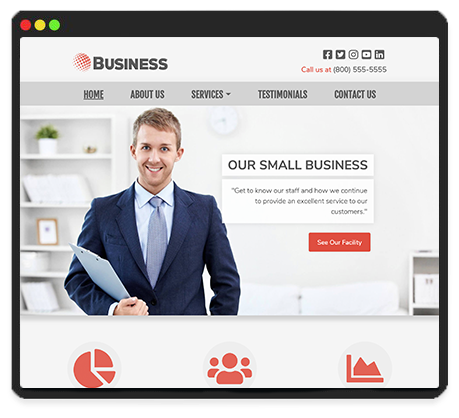 BUSINESS
Call us at (800) 555-5555
HOME ABOUT US SERVICES TESTIMONIALS CONTACT US
OUR SMALL BUSINESS
"Get to know our staff and how we continue
to provide an excellent service to our
customers."
See Our Facility